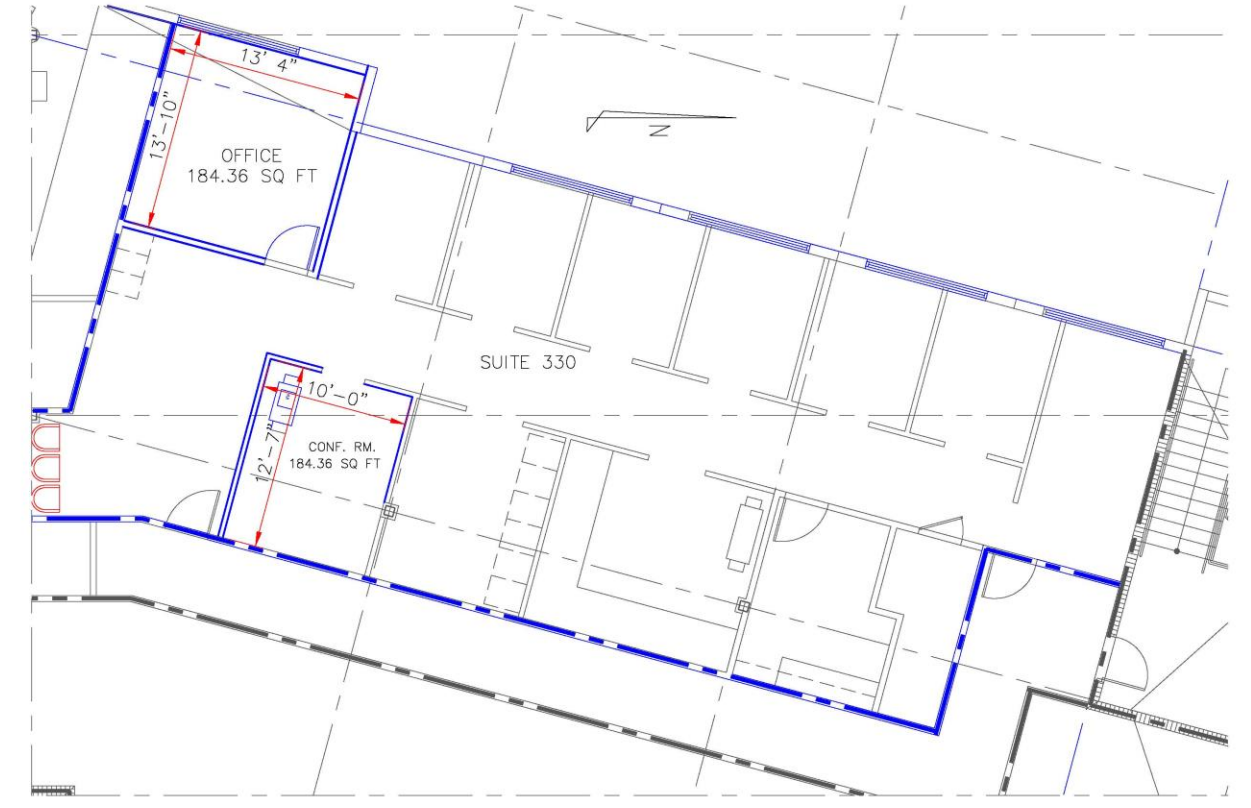 13' 4"
13'-10"
OFFICE
184.36 SQ FT
N
SUITE 330
10'-0"
12'-7"
CONF. RM.
184.36 SQ FT